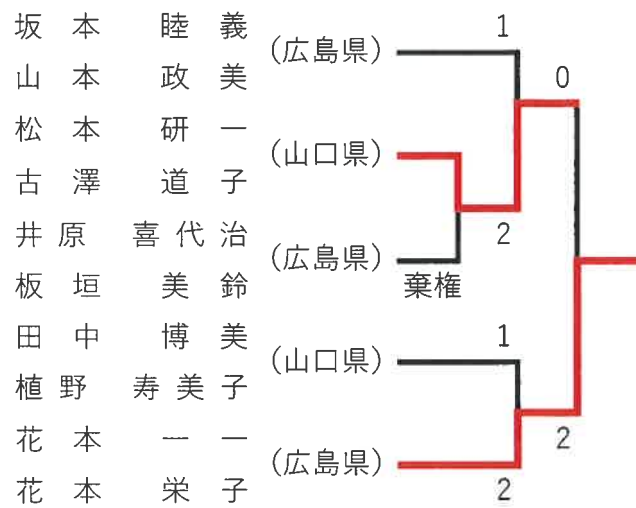 坂本 睦義
(広島県)
山本 政美
松本 研一
(山口県)
古澤 道子
井原 喜代治
(広島県)
板垣 美鈴
田中 博美
(山口県)
植野 寿美子
花本 一一
(広島県)
花本 栄子
1
0
2
棄権
1
2
2